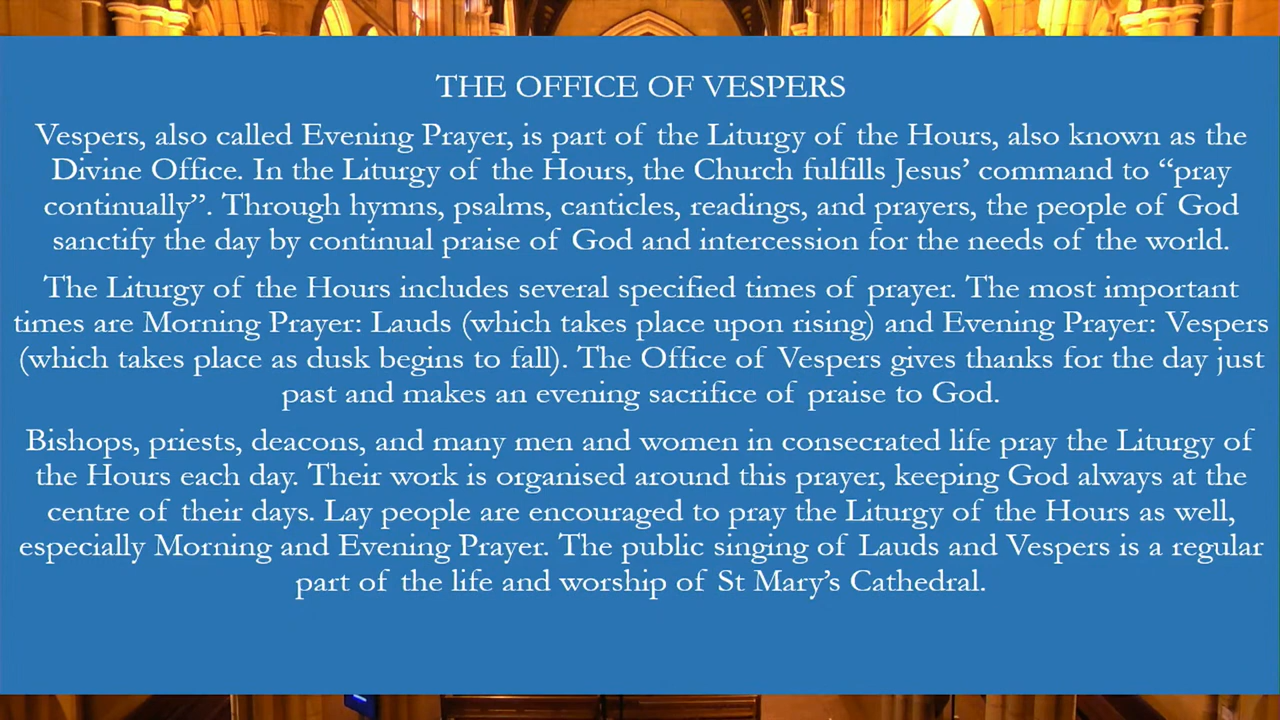 THE OFFICE OF VESPERS
Vespers, also called Evening Prayer, is part of the Liturgy of the Hours, also known as the
Divine Office. In the Liturgy of the Hours, the Church fulfills Jesus’ command to “pray
continually”. Through hymns, psalms, canticles, readings, and prayers, the people of God
sanctify the day by continual praise of God and intercession for the needs of the world.
The Liturgy of the Hours includes several specified times of prayer. The most important
times are Morning Prayer: Lauds (which takes place upon rising) and Evening Prayer: Vespers
(which takes place as dusk begins to fall). The Office of Vespers gives thanks for the day just
past and makes an evening sacrifice of praise to God.
Bishops, priests, deacons, and many men and women in consecrated life pray the Liturgy of
the Hours each day. Their work is organised around this prayer, keeping God always at the
centre of their days. Lay people are encouraged to pray the Liturgy of the Hours as well,
especially Morning and Evening Prayer. The public singing of Lauds and Vespers is a regular
part of the life and worship of St Mary’s Cathedral.